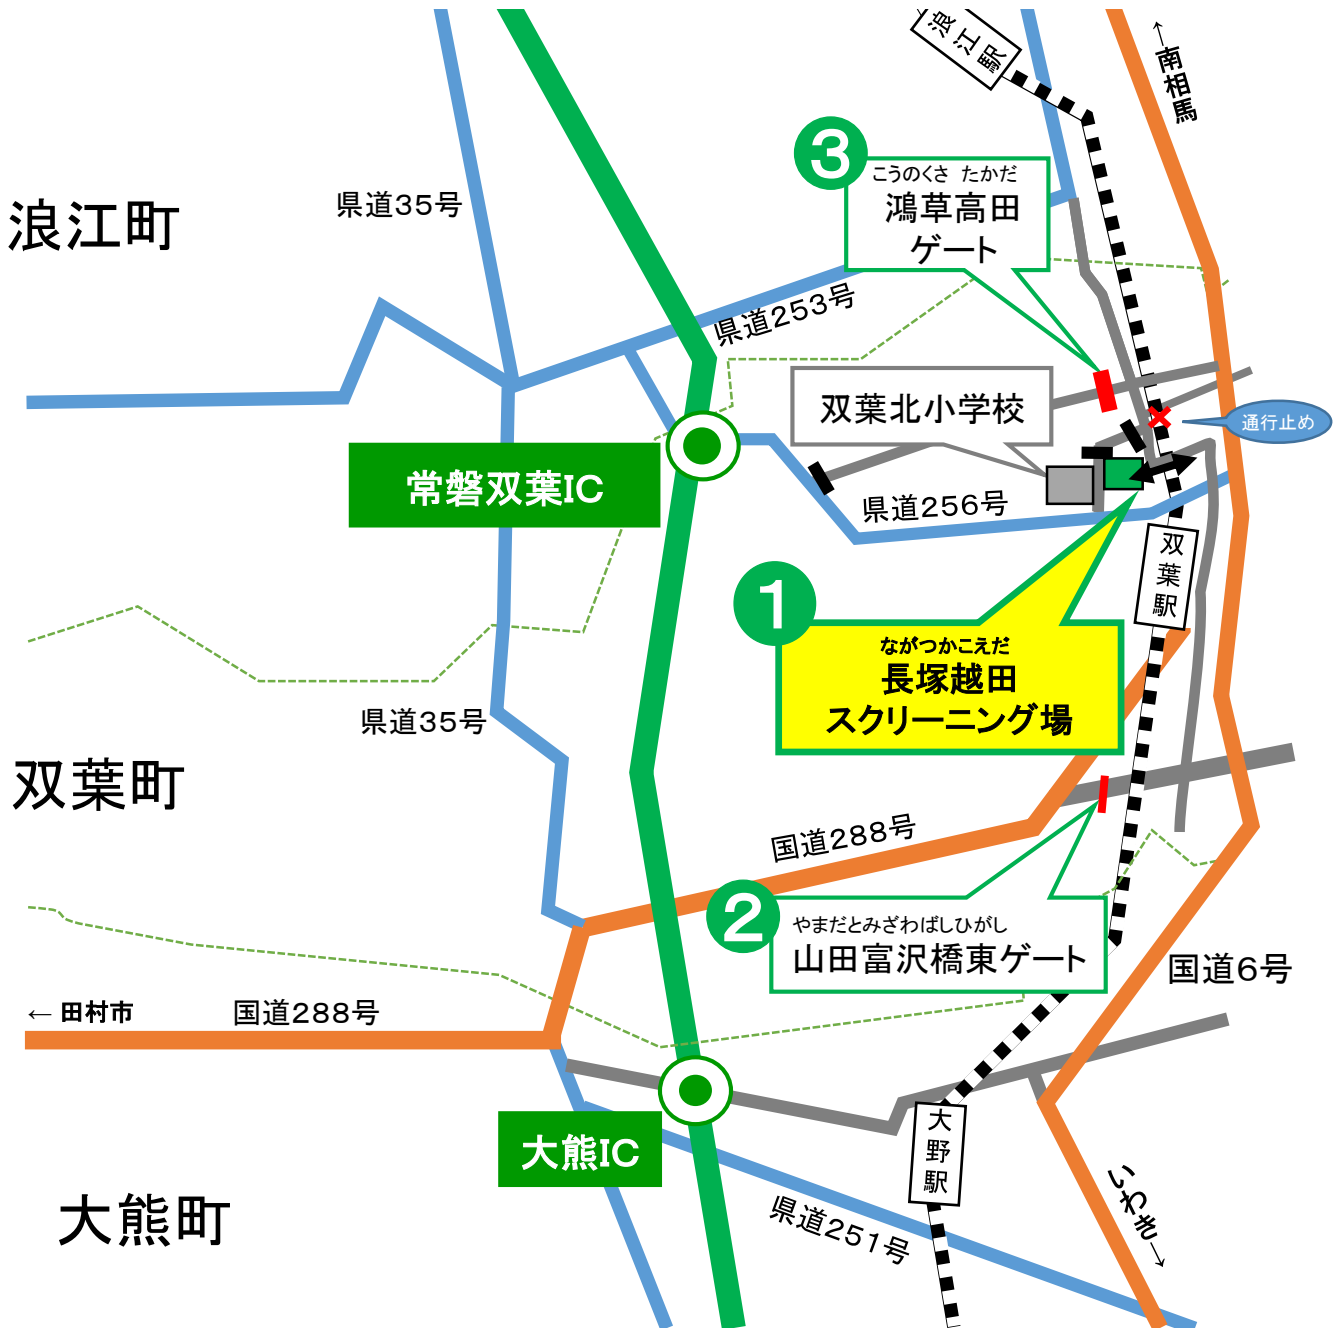 浪江駅
←南相馬
3
こうのくさ たかだ
鴻草高田
ゲート
県道35号
浪江町
県道253号
双葉北小学校
通行止め
常磐双葉IC
県道256号
双葉駅
1
ながつかこえだ
長塚越田
スクリーニング場
県道35号
双葉町
国道288号
2
やまだとみざわばしひがし
山田富沢橋東ゲート
国道6号
← 田村市
国道288号
大熊IC
大野駅
いわき→
大熊町
県道251号